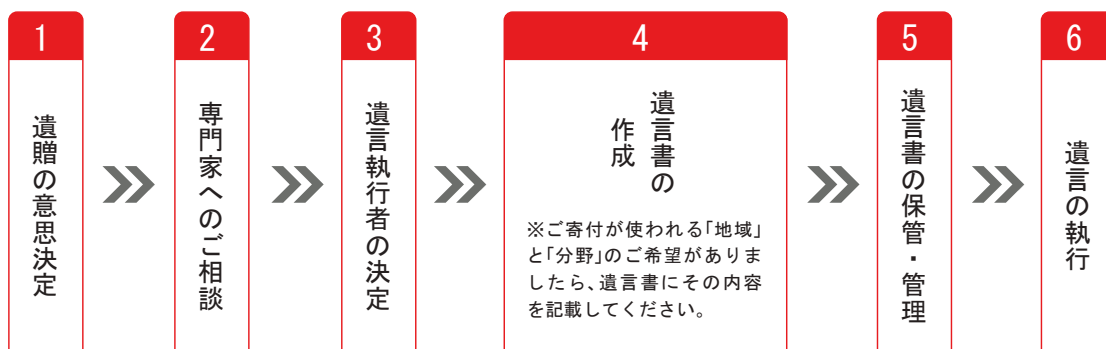 1
遺贈の意思決定
2
専門家へのご相談
3
遺言執行者の決定
4
遺言書の
作成
※ご寄付が使われる「地域」
と「分野」のご希望がありま
したら、遺言書にその内容
を記載してください。
5
遺言書の保管・管理
6
遺言の執行